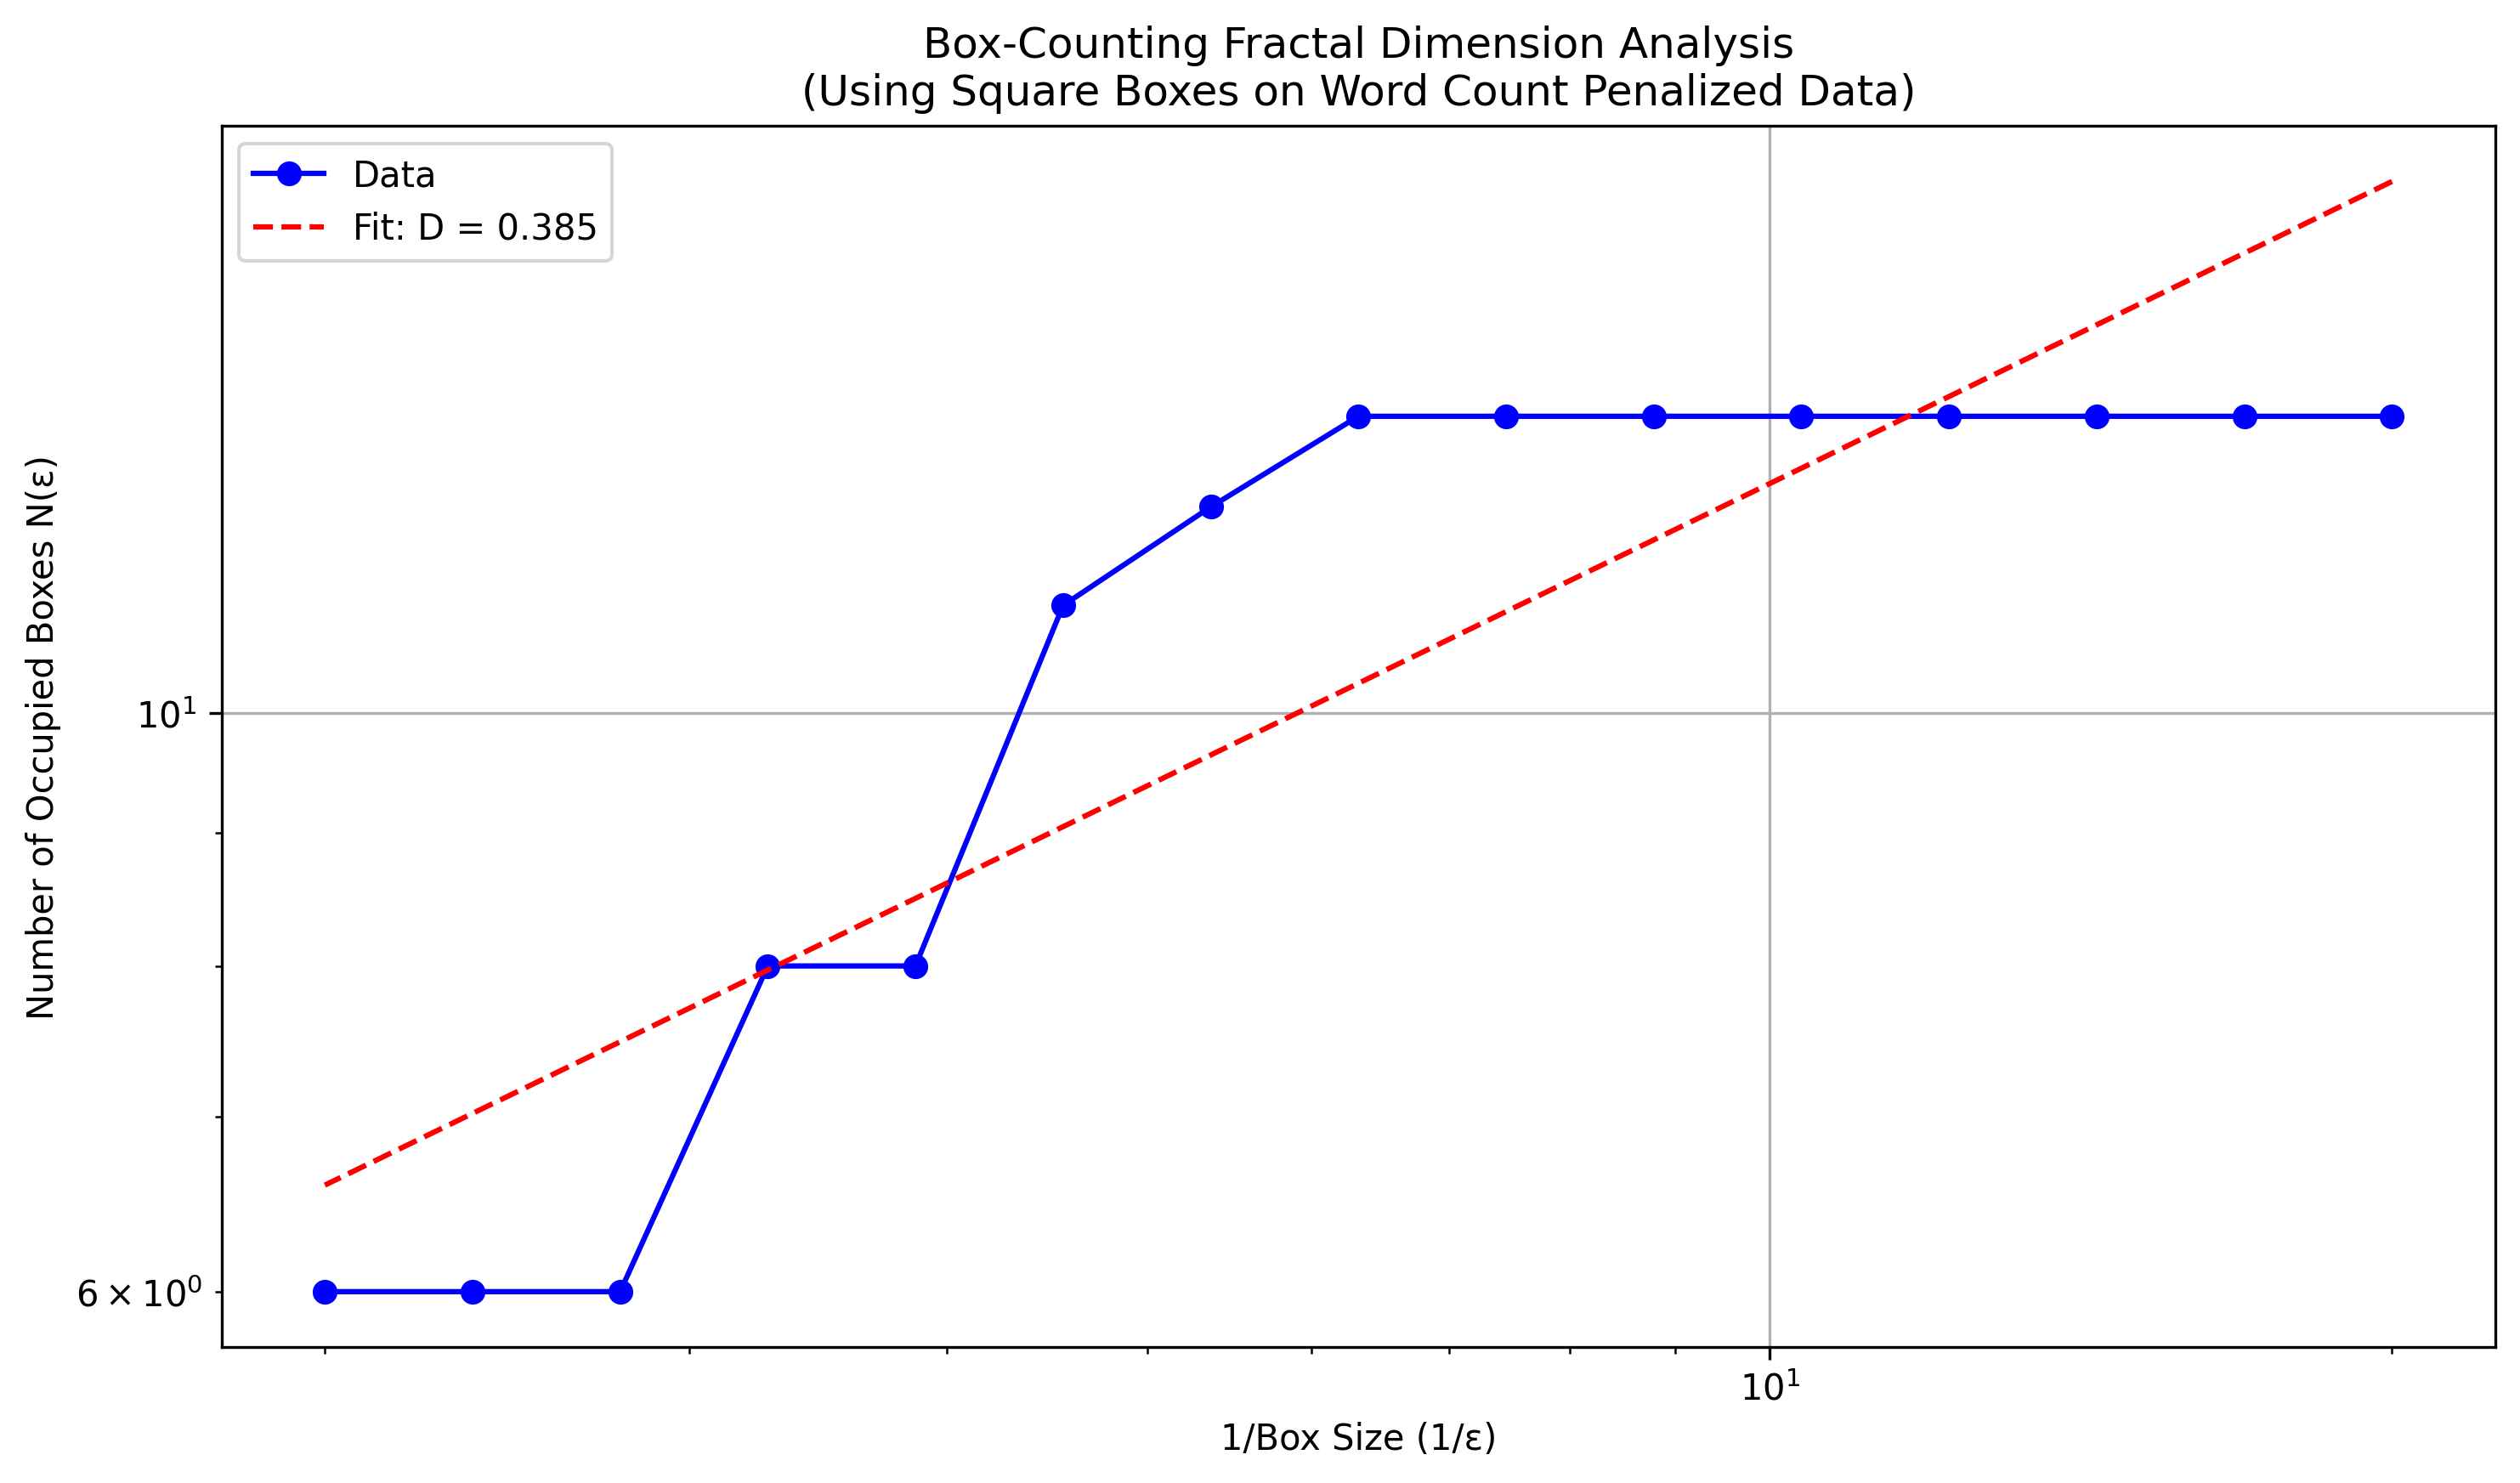 Box-Counting Fractal Dimension Analysis
(Using Square Boxes on Word Count Penalized Data)
Data
Fit: D = 0.385
Number of Occupied Boxes N(ε)
10¹
6 × 10⁰
10¹
1/Box Size (1/ε)